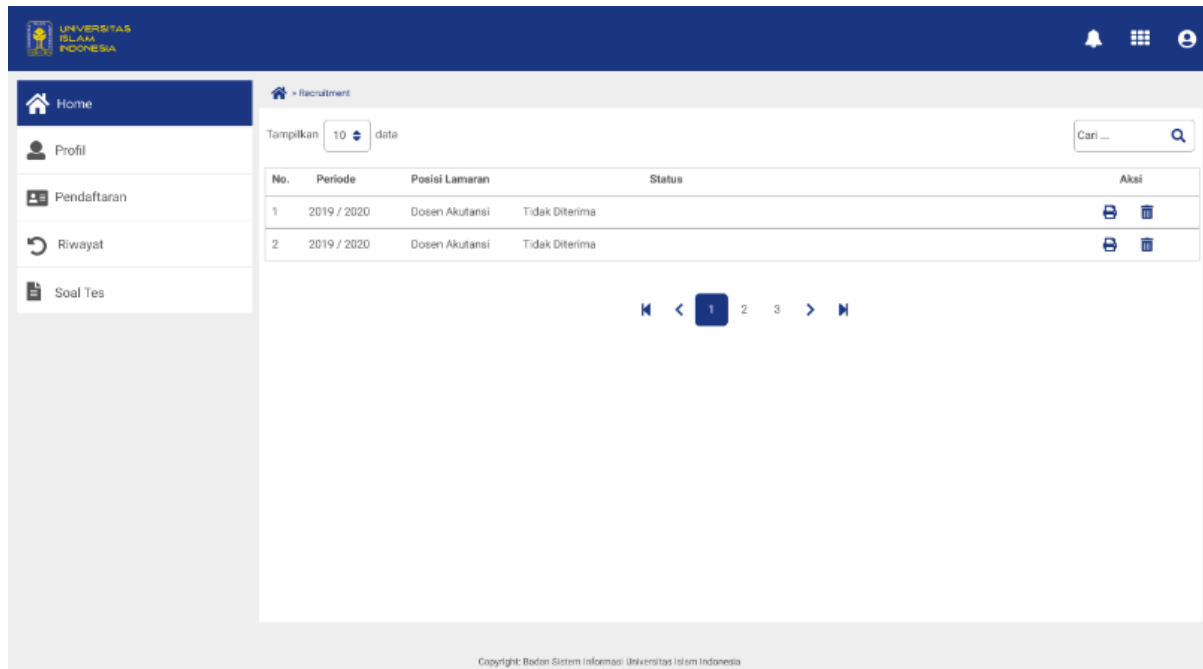 UNIVERSITAS
ISLAM
INDONESIA
Home
Profil
Pendaftaran
Riwayat
Soal Tes
» Recruitment
Tampilkan 10 data
Cari ...
No. Periode Posisi Lamaran Status Aksi
1 2019 / 2020 Dosen Akutansi Tidak Diterima
2 2019 / 2020 Dosen Akutansi Tidak Diterima
1 2 3
Copyright: Badan Sistem Informasi Universitas Islam Indonesia